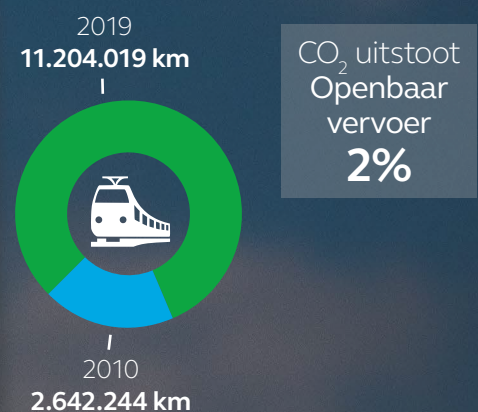 2019
11.204.019 km
CO₂ uitstoot
Openbaar
vervoer
2%
2010
2.642.244 km